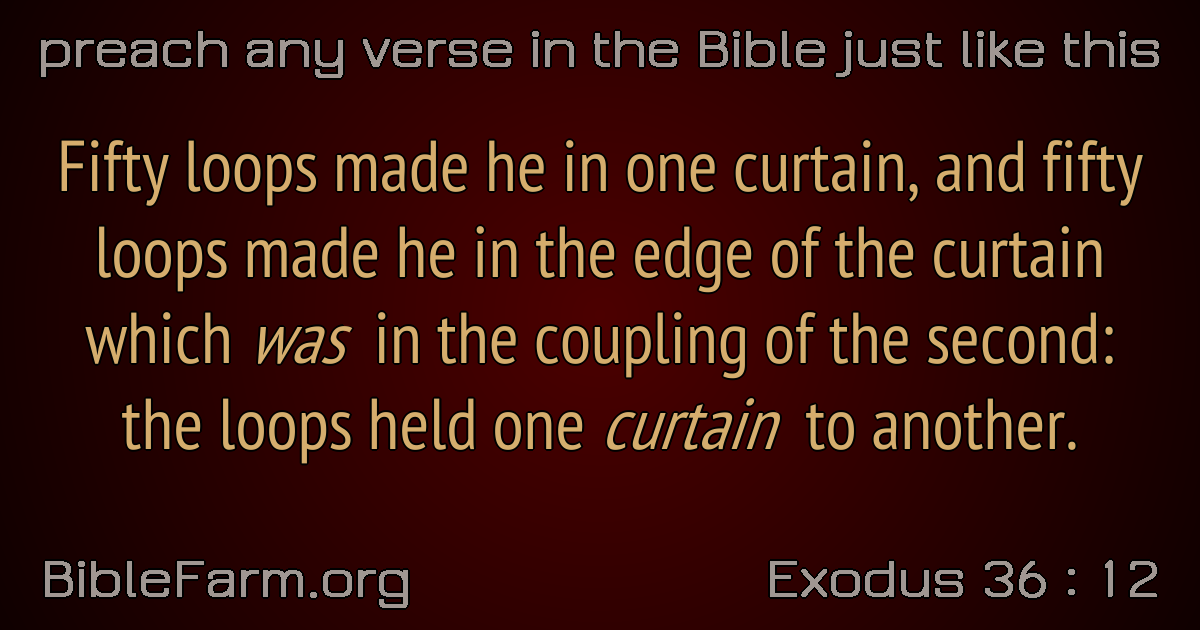 preach any verse in the Bible just like this
Fifty loops made he in one curtain, and fifty
loops made he in the edge of the curtain
which was in the coupling of the second:
the loops held one curtain to another.
BibleFarm.org
Exodus 36 : 12